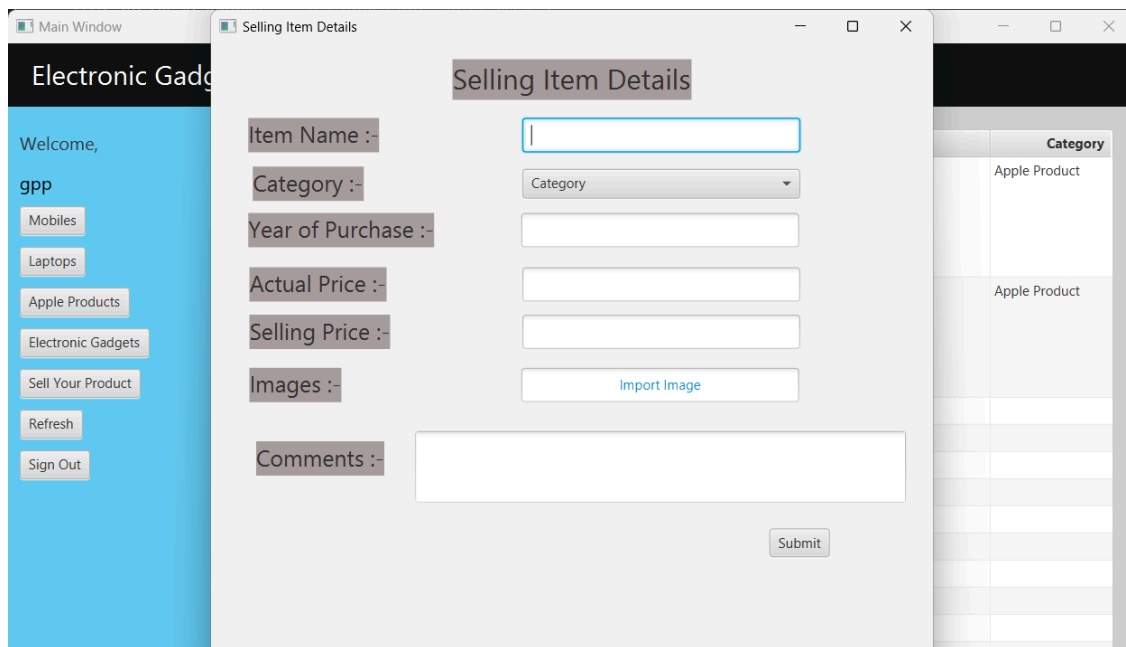 Main Window
Electronic Gadg
Welcome,
gpp
Mobiles
Laptops
Apple Products
Electronic Gadgets
Sell Your Product
Refresh
Sign Out
Selling Item Details
Selling Item Details
Item Name :-
Category :-
Category
Year of Purchase :-
Actual Price :-
Selling Price :-
Images :-
Import Image
Comments :-
Submit
Category
Apple Product
Apple Product